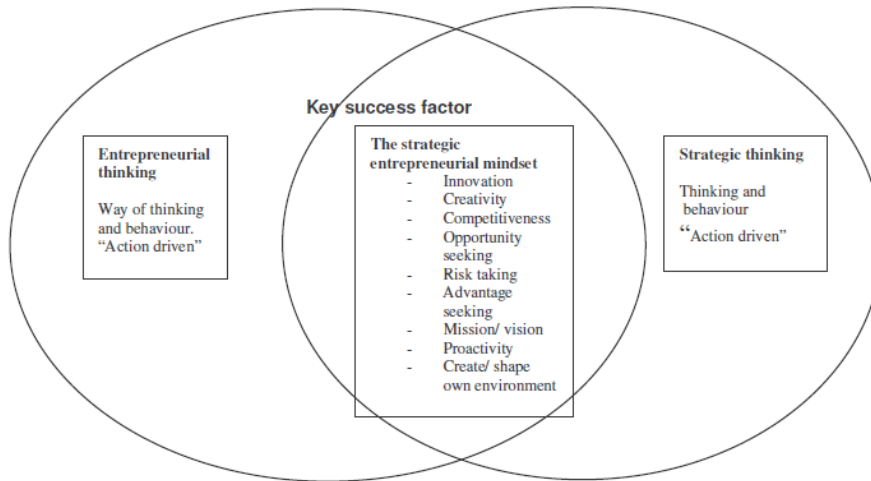 Key success factor
Entrepreneurial
thinking
Way of thinking
and behaviour.
“Action driven”
The strategic
entrepreneurial mindset
- Innovation
- Creativity
- Competitiveness
- Opportunity
seeking
- Risk taking
- Advantage
seeking
- Mission/ vision
- Proactivity
- Create/ shape
own environment
Strategic thinking
Thinking and
behaviour
“Action driven”